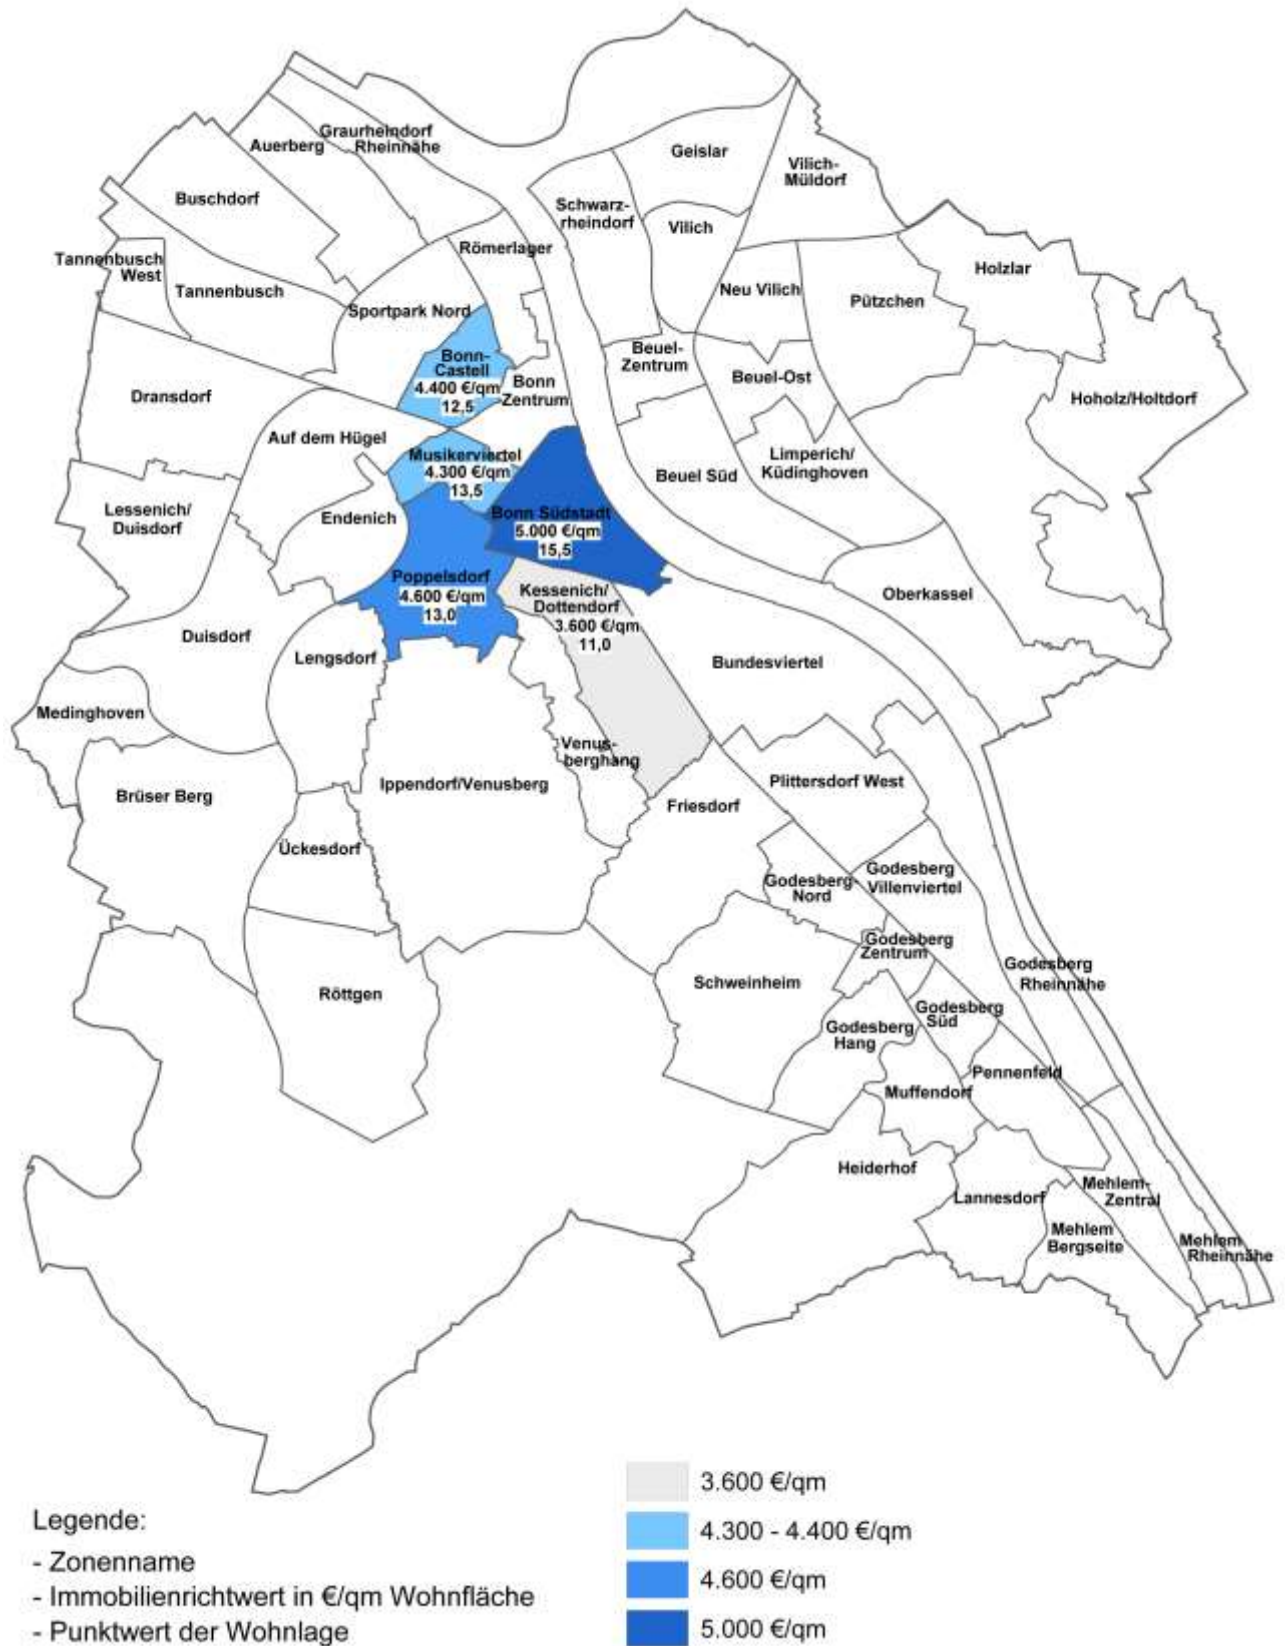 Graurheindorf
Rheinnähe
Auerberg
Geislar
Vilich-
Müldorf
Buschdorf
Schwarz-
rheindorf
Vilich
Römerlager
Tannenbusch
West
Tannenbusch
Holzlar
Neu Vilich
Pützchen
Sportpark Nord
Bonn-
Castell
4.400 €/qm
12,5
Bonn
Zentrum
Beuel-
Zentrum
Beuel-Ost
Dransdorf
Hoholz/Holtdorf
Auf dem Hügel
Musikerviertel
4.300 €/qm
13,5
Limperich/
Küdinghoven
Beuel Süd
Lessenich/
Duisdorf
Endenich
Bonn Südstadt
5.000 €/qm
15,5
Poppelsdorf
4.600 €/qm
13,0
Kessenich/
Dottendorf
3.600 €/qm
11,0
Oberkassel
Duisdorf
Lengsdorf
Bundesviertel
Medinghoven
Venus-
berghang
Brüser Berg
Ippendorf/Venusberg
Plittersdorf West
Friesdorf
Ückesdorf
Godesberg-
Nord
Godesberg
Villenviertel
Godesberg
Zentrum
Godesberg
Rheinnähe
Röttgen
Schweinheim
Godesberg
Süd
Godesberg
Hang
Pennenfeld
Muffendorf
Heiderhof
Lannesdorf
Mehlem-
Zentral
Mehlem
Bergseite
Mehlem
Rheinnähe
Legende:
- Zonenname
- Immobilienrichtwert in €/qm Wohnfläche
- Punktwert der Wohnlage
3.600 €/qm
4.300 - 4.400 €/qm
4.600 €/qm
5.000 €/qm